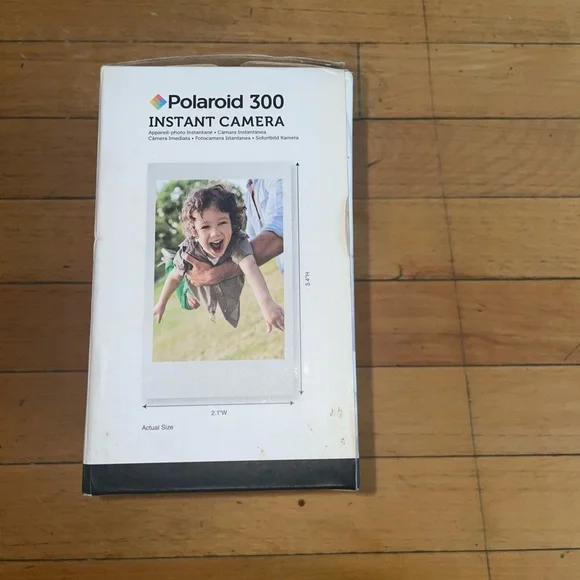 Polaroid 300
INSTANT CAMERA
Appareil-photo Instantané • Cámara Instantánea
Câmera Imediata • Fotocamera Istantanea • Sofortbild Kamera
3.4"H
2.1"W
Actual Size